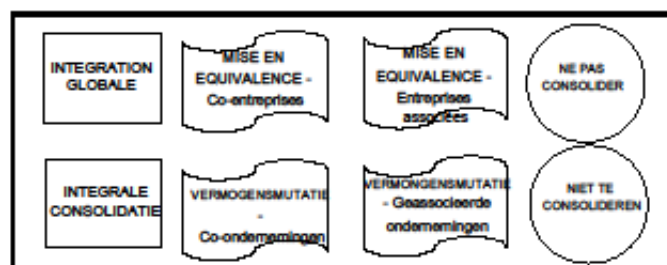 INTEGRATION
GLOBALE
MISE EN
EQUIVALENCE -
Co-entreprises
MISE EN
EQUIVALENCE -
Entreprises
associées
NE PAS
CONSOLIDER
INTEGRALE
CONSOLIDATIE
VERMOGENSMUTATIE
-
Co-ondernemingen
VERMONGENSMUTATIE
- Geassocieerde
ondernemingen
NIET TE
CONSOLIDEREN